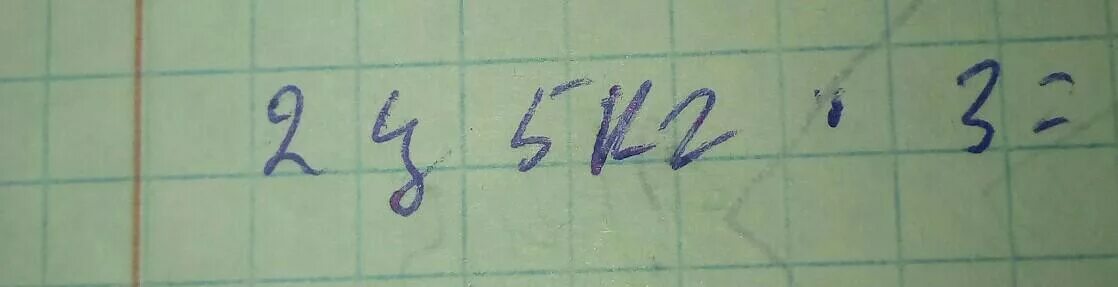 2 ц 5 кг · 3 =